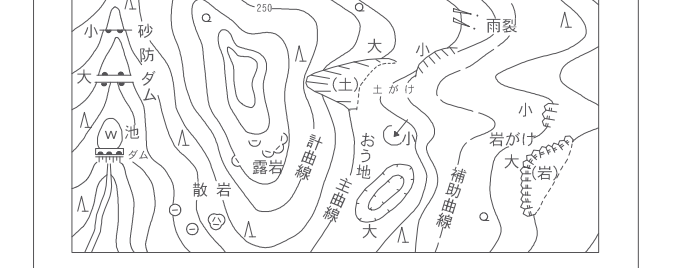 250
雨裂
小 砂防ダム
大
大
小
(土)
土がけ
小
w 池
ダム
小
岩がけ
大
(岩)
露岩
計曲線
おう地
散岩
主曲線
補助曲線
大